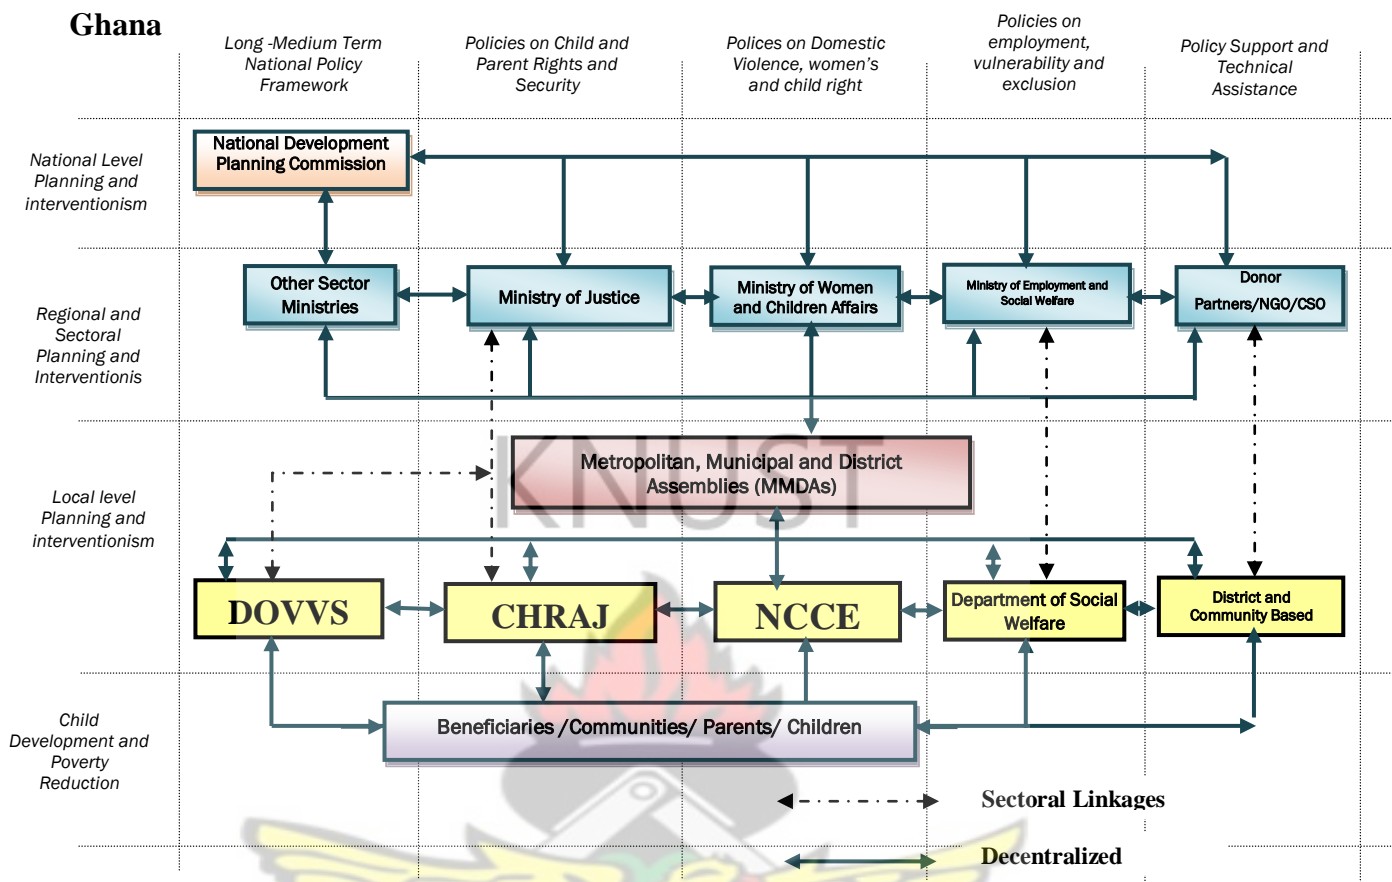 Ghana
Long -Medium Term
National Policy
Framework
Policies on Child and
Parent Rights and
Security
Polices on Domestic
Violence, women's
and child right
Policies on
employment,
vulnerability and
exclusion
Policy Support and
Technical
Assistance
National Level
Planning and
interventionism
National Development
Planning Commission
Regional and
Sectoral
Planning and
Interventionis
Other Sector
Ministries
Ministry of Justice
Ministry of Women
and Children Affairs
Ministry of Employment and
Social Welfare
Donor
Partners/NGO/CSO
Local level
Planning and
interventionism
KNUST
Metropolitan, Municipal and District
Assemblies (MMDAs)
DOVVS
CHRAJ
NCCE
Department of Social
Welfare
District and
Community Based
Child
Development and
Poverty
Reduction
Beneficiaries /Communities/ Parents/ Children
Sectoral Linkages
Decentralized